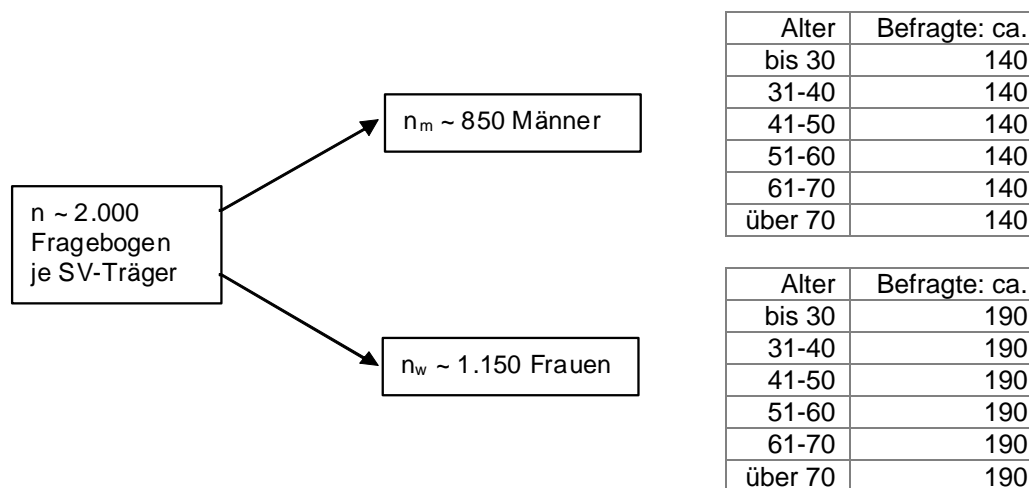 n ~ 2.000
Fragebogen
je SV-Träger
nm ~ 850 Männer
nw ~ 1.150 Frauen
Alter Befragte: ca.
bis 30 140
31-40 140
41-50 140
51-60 140
61-70 140
über 70 140
Alter Befragte: ca.
bis 30 190
31-40 190
41-50 190
51-60 190
61-70 190
über 70 190